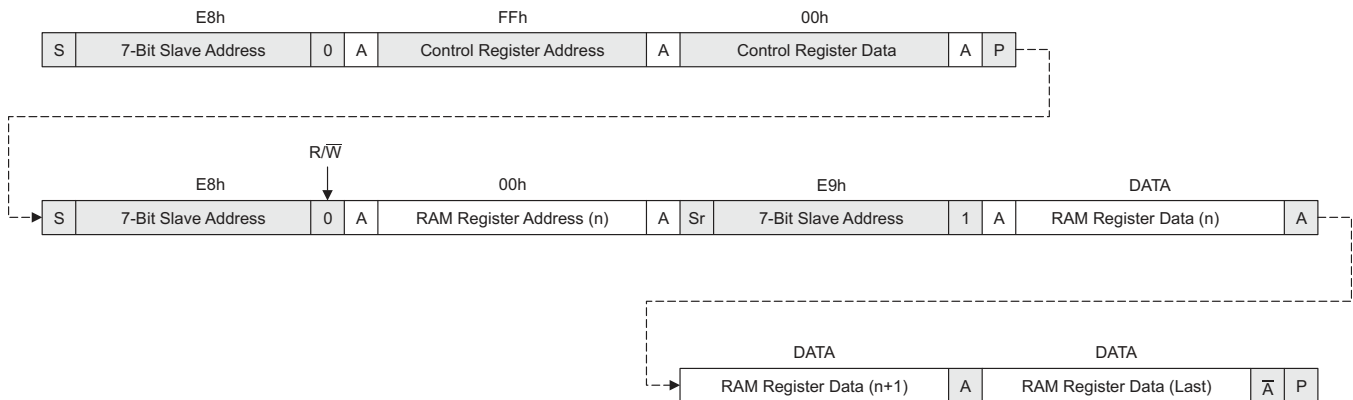 E8h FFh 00h
S 7-Bit Slave Address 0 A Control Register Address A Control Register Data A P
R/W̅
E8h 00h E9h DATA
S 7-Bit Slave Address 0 A RAM Register Address (n) A Sr 7-Bit Slave Address 1 A RAM Register Data (n) A
DATA DATA
RAM Register Data (n+1) A RAM Register Data (Last) A̅ P